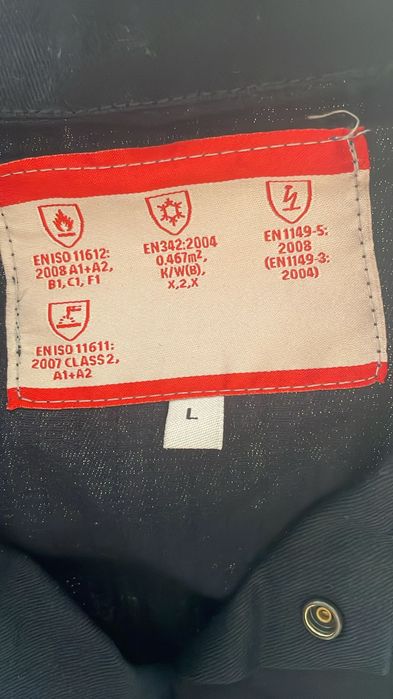 EN ISO 11612:
2008 A1+A2,
B1, C1, F1
EN342:2004
0.467m²,
K/W(B),
X,2,X
EN1149-5:
2008
(EN1149-3:
2004)
EN ISO 11611:
2007 CLASS 2,
A1+A2
L